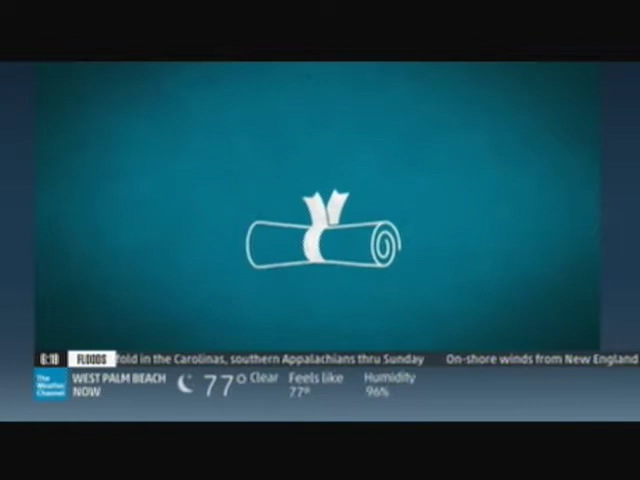 6:18 FLOODS fold in the Carolinas, southern Appalachians thru Sunday On-shore winds from New England
The Weather Channel
WEST PALM BEACH
NOW
77° Clear
Feels like
77°
Humidity
96%